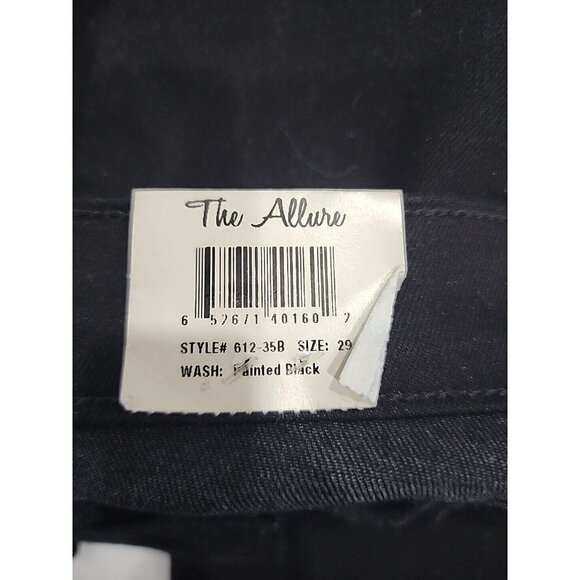 The Allure
6 52671 40160 2
STYLE# 612-35B SIZE: 29
WASH: Painted Black